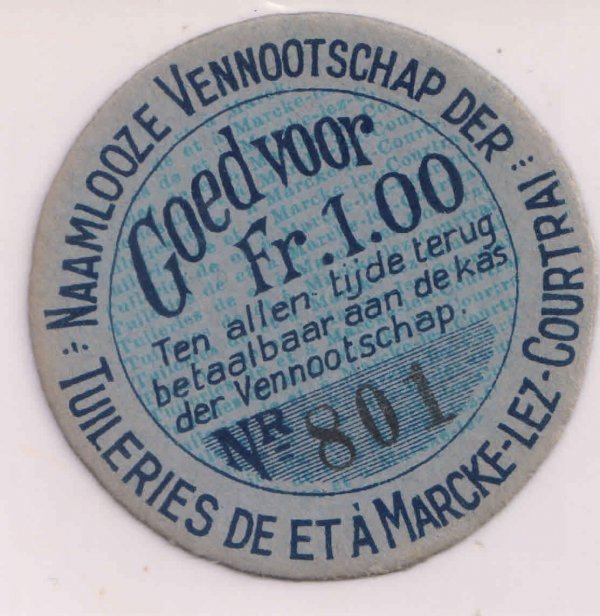 NAAMLOOZE VENNOOTSCHAP DER
TUILERIES DE ET À MARCKE-LEZ-COURTRAI
Goed voor
Fr. 1.00
Ten allen tijde terug
betaalbaar aan de kas
der Vennootschap.
NR 801